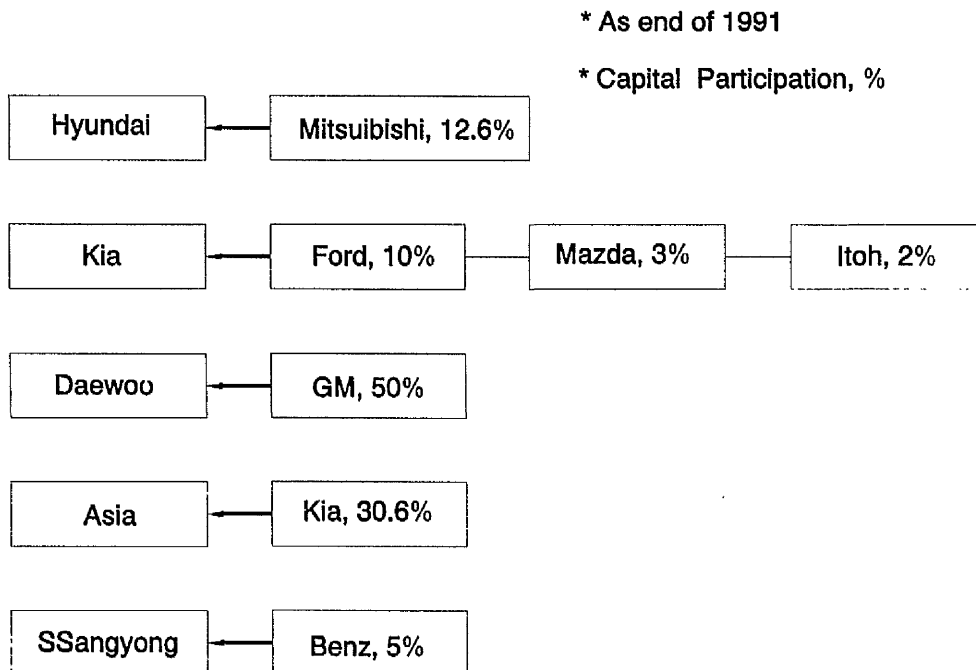 * As end of 1991
* Capital Participation, %
Hyundai Mitsuibishi, 12.6%
Kia Ford, 10% Mazda, 3% Itoh, 2%
Daewoo GM, 50%
Asia Kia, 30.6%
SSangyong Benz, 5%